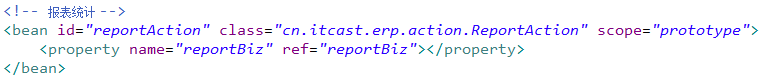 <!-- 报表统计 -->
<bean id="reportAction" class="cn.itcast.erp.action.ReportAction" scope="prototype">
    <property name="reportBiz" ref="reportBiz"></property>
</bean>